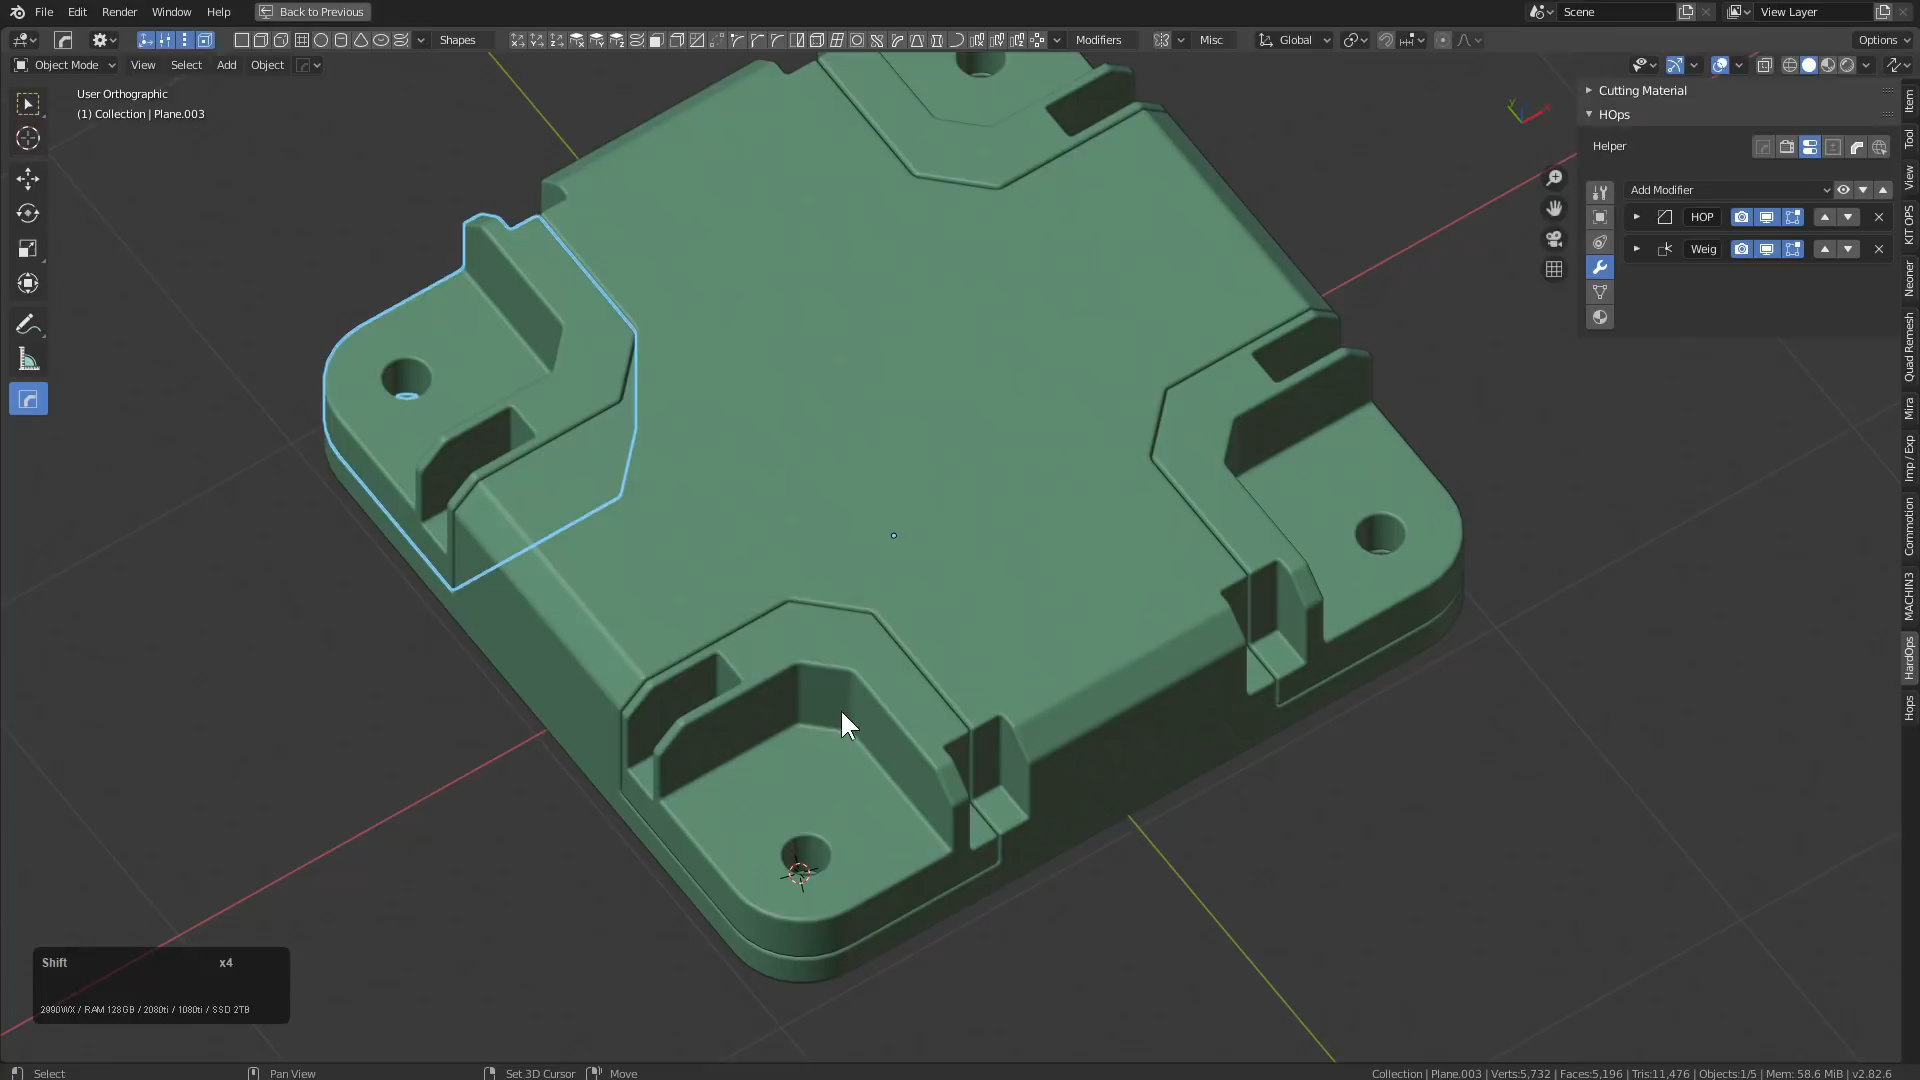 File Edit Render Window Help Back to Previous Scene View Layer
Shapes Modifiers Misc Global Options
Object Mode View Select Add Object
User Orthographic
(1) Collection | Plane.003
Cutting Material
HOps
Helper
Add Modifier
HOP
Weig
Item
Tool
View
KIT OPS
Neoner
Quad Remesh
Mira
Imp / Exp
Commotion
MACHIN3
HardOps
Hops
Y
X
Shift x4
2990WX / RAM 128GB / 2080ti / 1080ti / SSD 2TB
Select Pan View Set 3D Cursor Move Collection | Plane.003 | Verts:5,732 | Faces:5,196 | Tris:11,476 | Objects:1/5 | Mem: 58.6 MiB | v2.82.6